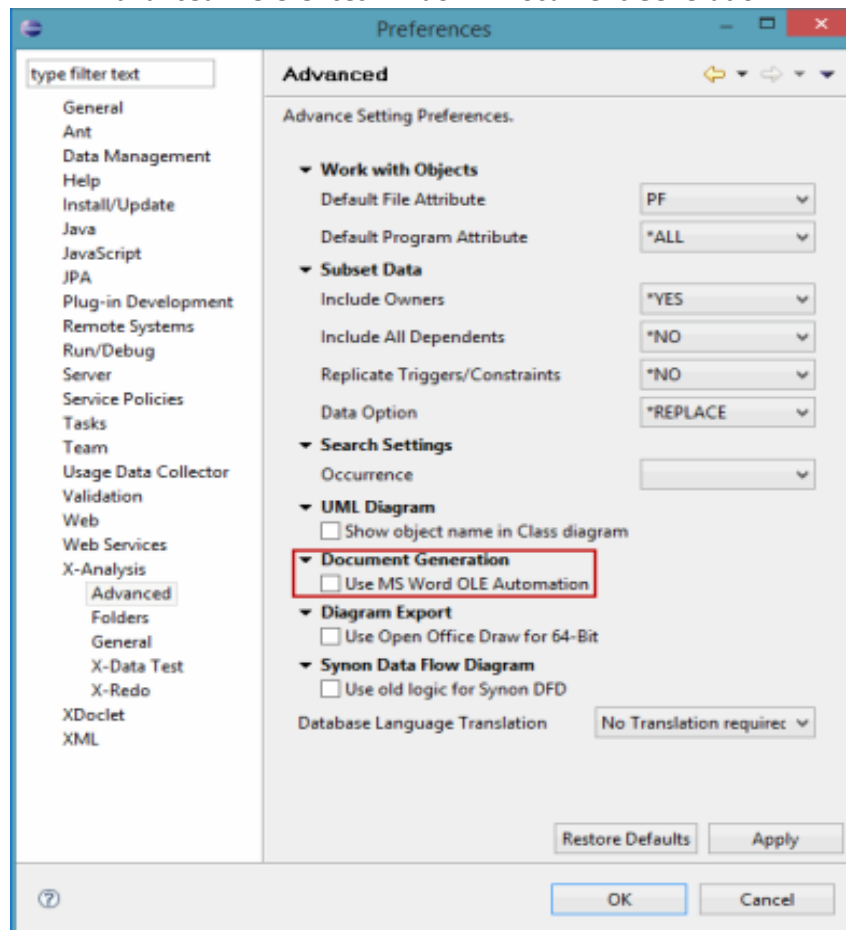 Preferences
type filter text
General
Ant
Data Management
Help
Install/Update
Java
JavaScript
JPA
Plug-in Development
Remote Systems
Run/Debug
Server
Service Policies
Tasks
Team
Usage Data Collector
Validation
Web
Web Services
X-Analysis
Advanced
Folders
General
X-Data Test
X-Redo
XDoclet
XML
Advanced
Advance Setting Preferences.
Work with Objects
Default File Attribute PF
Default Program Attribute *ALL
Subset Data
Include Owners *YES
Include All Dependents *NO
Replicate Triggers/Constraints *NO
Data Option *REPLACE
Search Settings
Occurrence
UML Diagram
Show object name in Class diagram
Document Generation
Use MS Word OLE Automation
Diagram Export
Use Open Office Draw for 64-Bit
Synon Data Flow Diagram
Use old logic for Synon DFD
Database Language Translation No Translation requirec
Restore Defaults Apply
OK Cancel